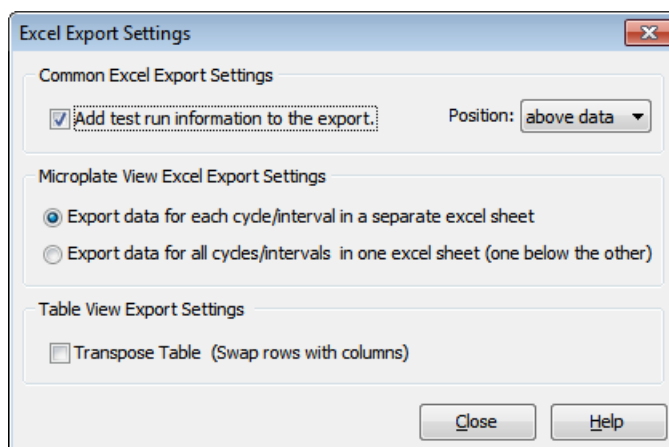 Excel Export Settings
Common Excel Export Settings
Add test run information to the export. Position: above data
Microplate View Excel Export Settings
Export data for each cycle/interval in a separate excel sheet
Export data for all cycles/intervals in one excel sheet (one below the other)
Table View Export Settings
Transpose Table (Swap rows with columns)
Close Help